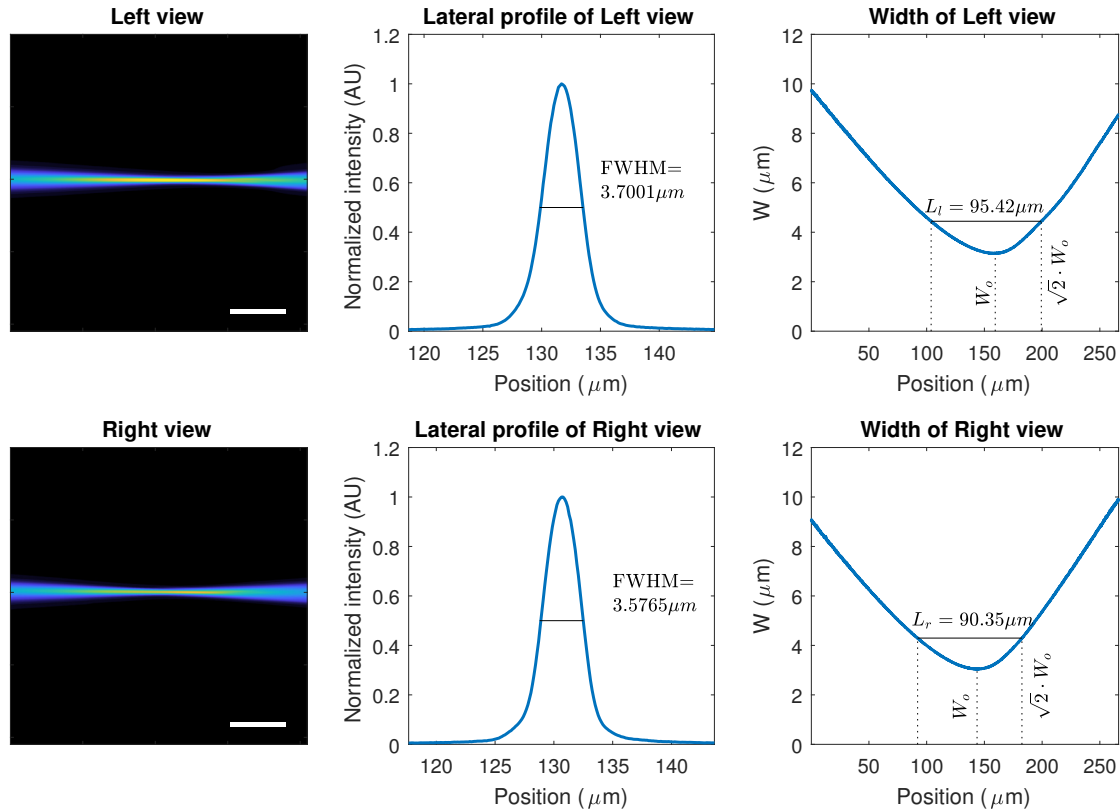 Left view
Lateral profile of Left view
Normalized intensity (AU)
1.2
1
0.8
0.6
0.4
0.2
0
FWHM=
3.7001μm
120
125
130
135
140
Position (μm)
Width of Left view
W (μm)
12
10
8
6
4
2
0
L_l = 95.42μm
W_o
√2 · W_o
50
100
150
200
250
Position (μm)
Right view
Lateral profile of Right view
Normalized intensity (AU)
1.2
1
0.8
0.6
0.4
0.2
0
FWHM=
3.5765μm
120
125
130
135
140
Position (μm)
Width of Right view
W (μm)
12
10
8
6
4
2
0
L_r = 90.35μm
W_o
√2 · W_o
50
100
150
200
250
Position (μm)